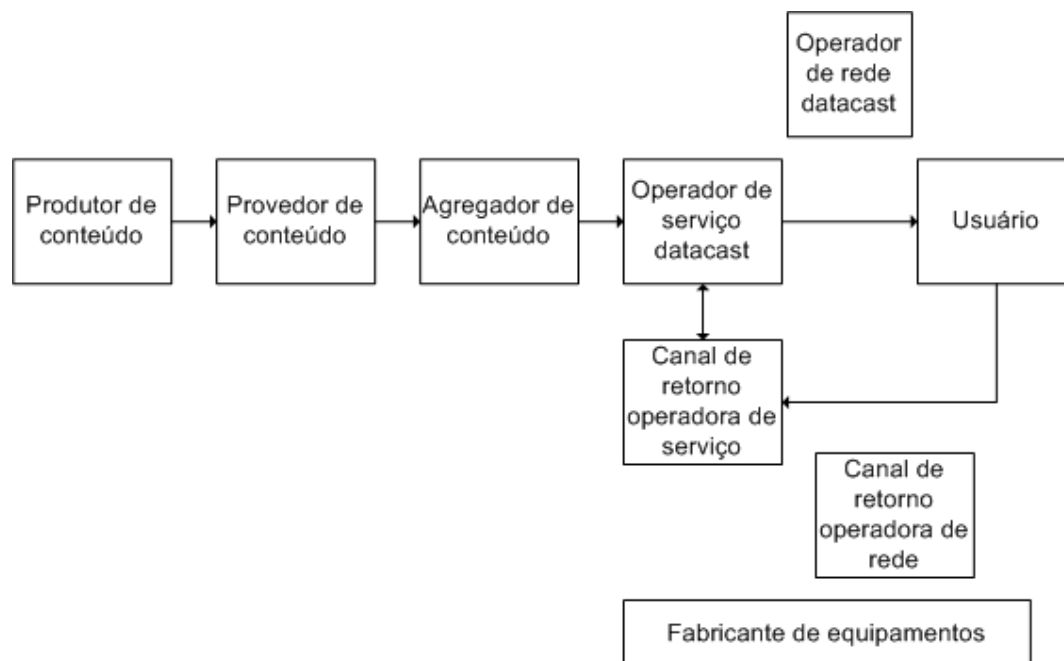 Operador
de rede
datacast
Produtor de
conteúdo
Provedor de
conteúdo
Agregador de
conteúdo
Operador de
serviço
datacast
Usuário
Canal de
retorno
operadora de
serviço
Canal de
retorno
operadora de
rede
Fabricante de equipamentos